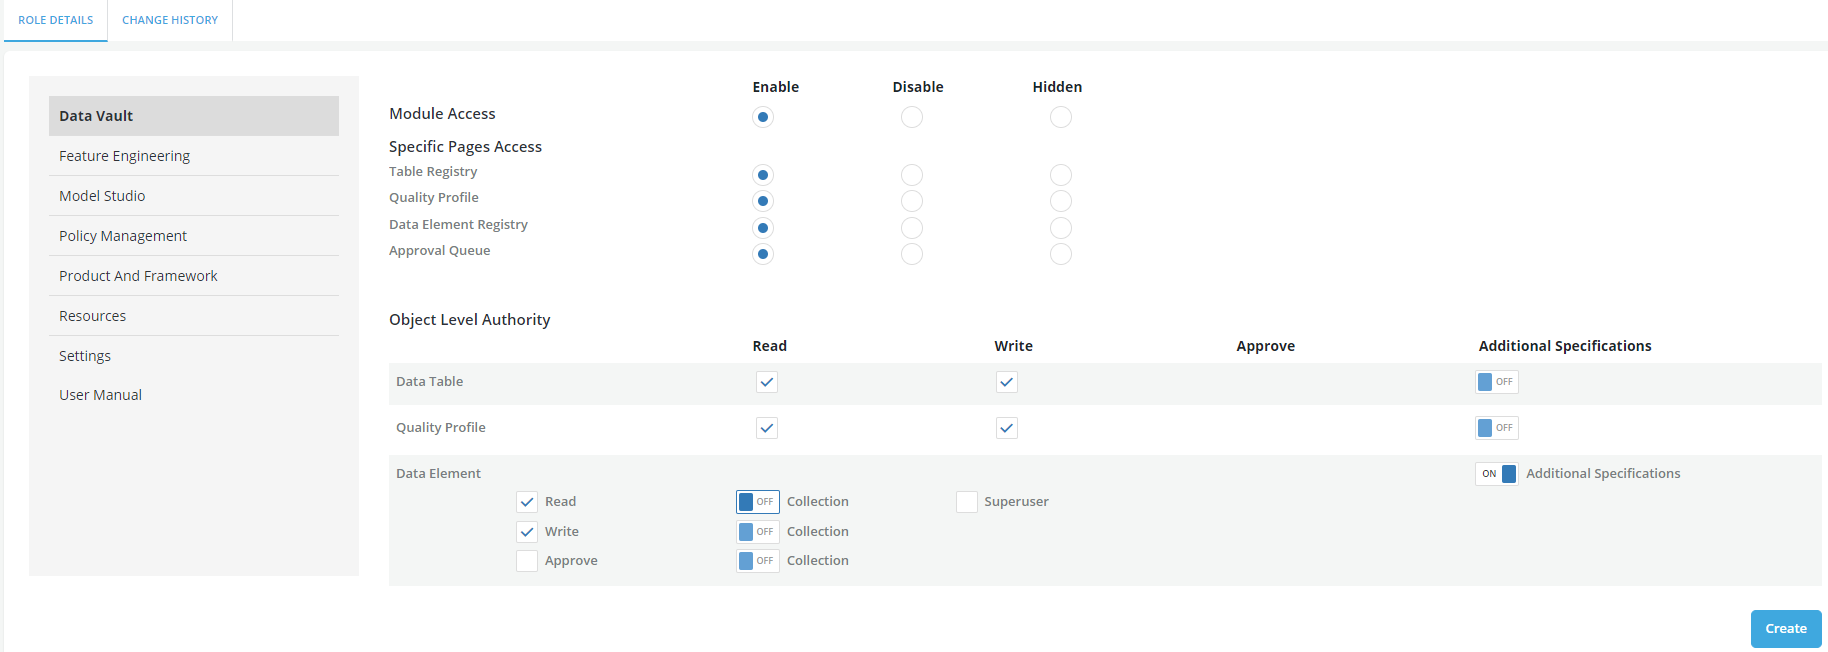 ROLE DETAILS CHANGE HISTORY
Enable Disable Hidden
Data Vault
Feature Engineering
Model Studio
Policy Management
Product And Framework
Resources
Settings
User Manual
Module Access
Specific Pages Access
Table Registry
Quality Profile
Data Element Registry
Approval Queue
Object Level Authority
Read Write Approve Additional Specifications
Data Table OFF
Quality Profile OFF
Data Element ON Additional Specifications
Read OFF Collection Superuser
Write OFF Collection
Approve OFF Collection
Create